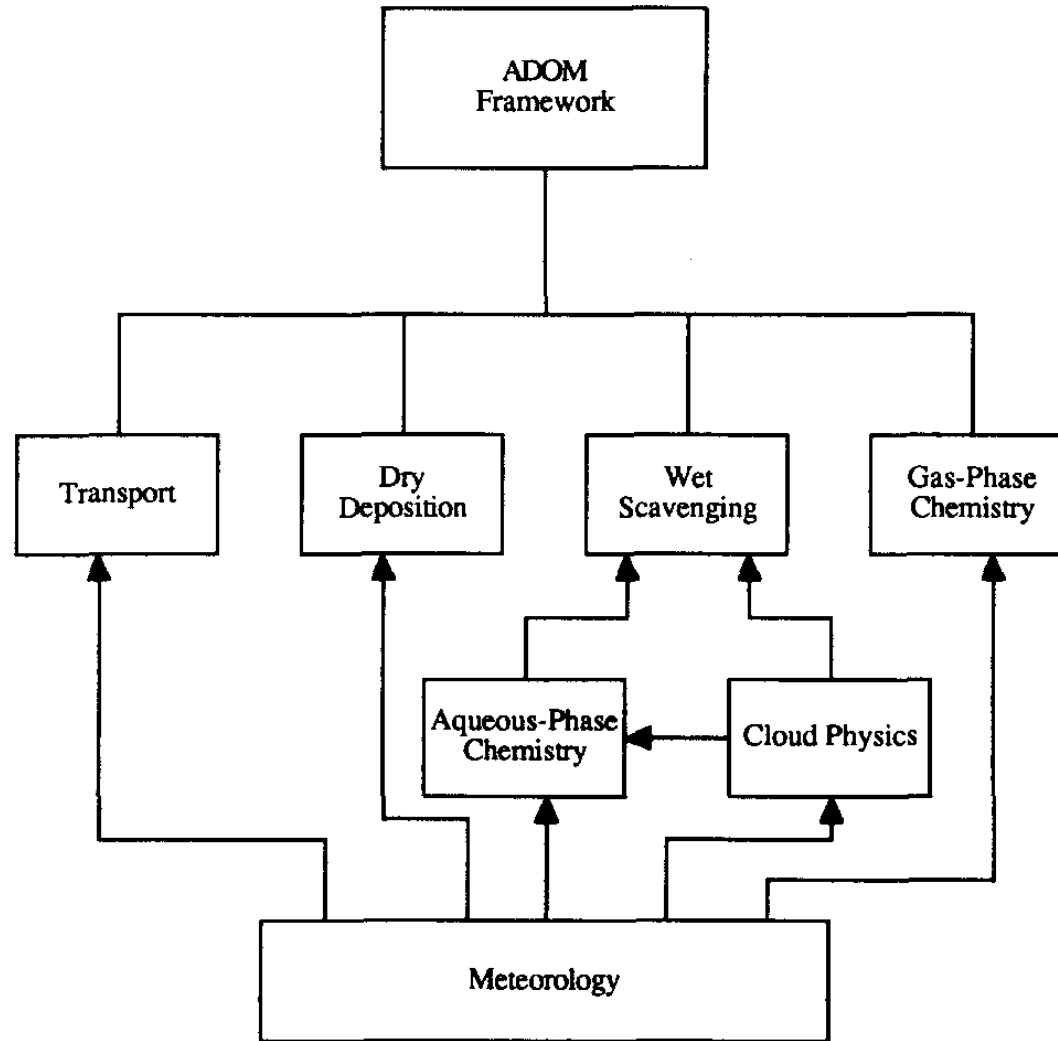 ADOM
Framework
Transport
Dry
Deposition
Wet
Scavenging
Gas-Phase
Chemistry
Aqueous-Phase
Chemistry
Cloud Physics
Meteorology